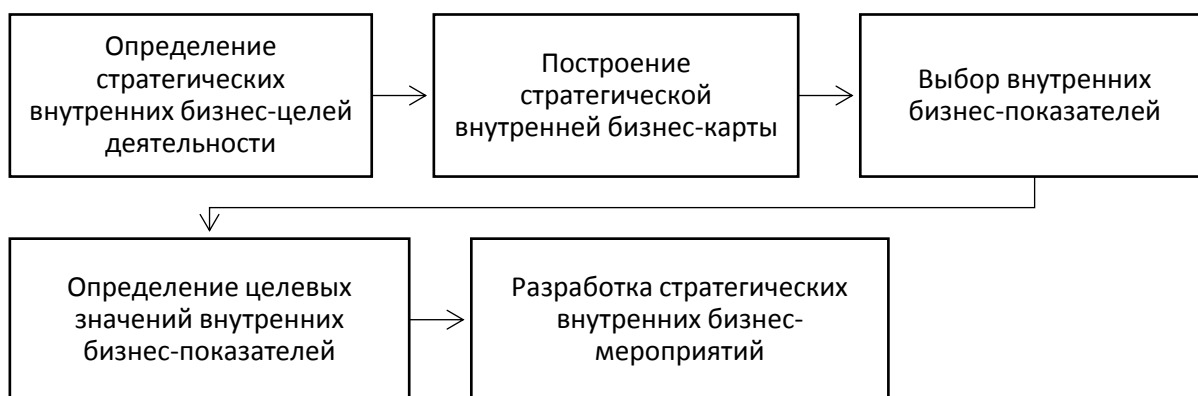 Определение
стратегических
внутренних бизнес-целей
деятельности
Построение
стратегической
внутренней бизнес-карты
Выбор внутренних
бизнес-показателей
Определение целевых
значений внутренних
бизнес-показателей
Разработка стратегических
внутренних бизнес-
мероприятий